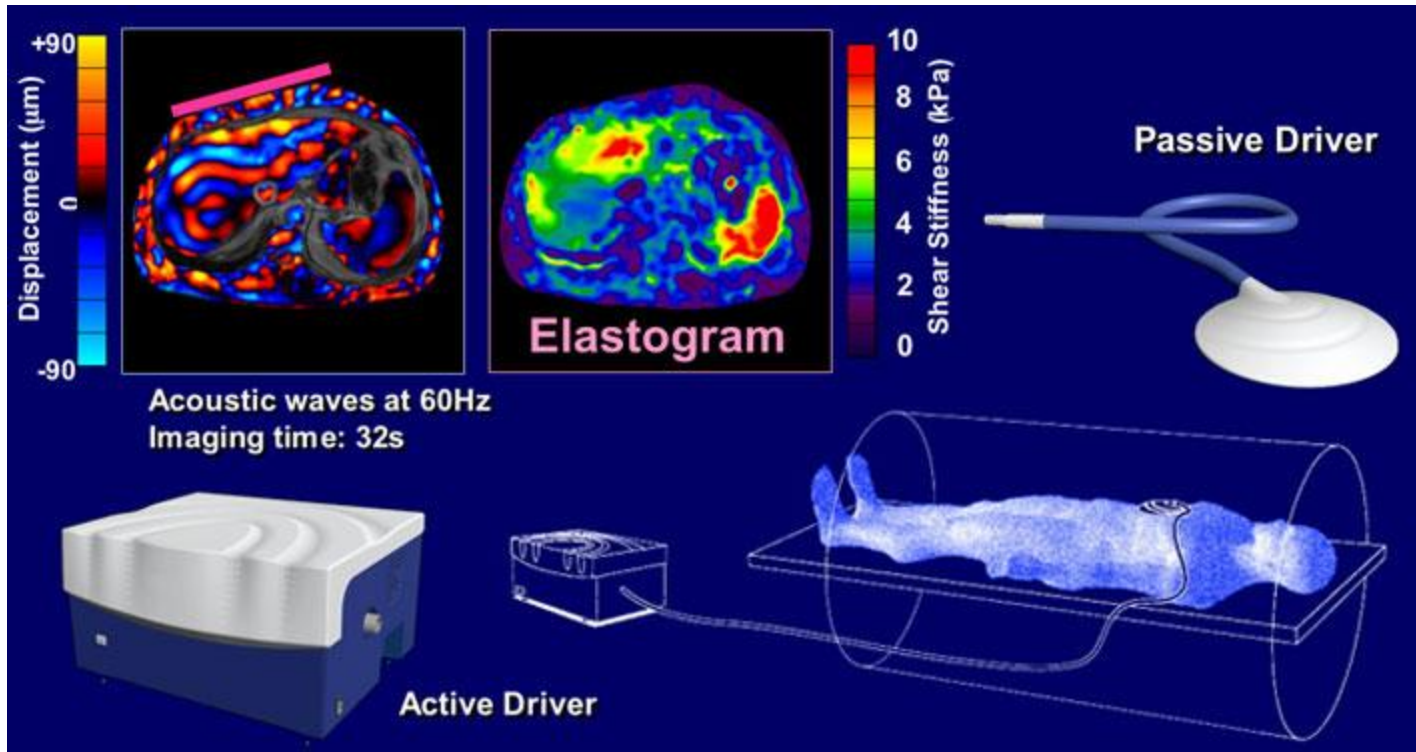 +90
Displacement (μm)
0
-90
Elastogram
10
8
6
4
2
0
Shear Stiffness (kPa)
Passive Driver
Acoustic waves at 60Hz
Imaging time: 32s
Active Driver